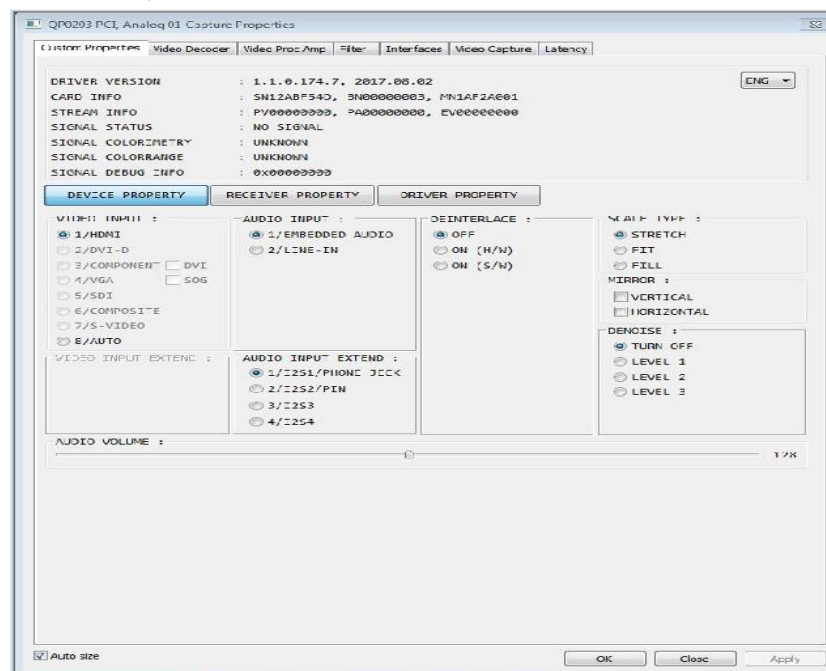 QP0203 PCI, Analog 01 Capture Properties
Custom Properties Video Decoder Video Proc Amp Filter Interfaces Video Capture Latency
DRIVER VERSION : 1.1.0.174.7, 2017.06.02
ENG
CARD INFO : SN12ABF54D, BN00000003, MN1AF2A001
STREAM INFO : PV00000000, PA00000000, EV00000000
SIGNAL STATUS : NO SIGNAL
SIGNAL COLORIMETRY : UNKNOWN
SIGNAL COLORRANGE : UNKNOWN
SIGNAL DEBUG INFO : 0x00000000
DEVICE PROPERTY RECEIVER PROPERTY DRIVER PROPERTY
VIDEO INPUT :
1/HDMI
2/DVI-D
3/COMPONENT DVI
4/VGA SOG
5/SDI
6/COMPOSITE
7/S-VIDEO
8/AUTO
VIDEO INPUT EXTEND :
AUDIO INPUT :
1/EMBEDDED AUDIO
2/LINE-IN
AUDIO INPUT EXTEND :
1/I2S1/PHONE JECK
2/I2S2/PIN
3/I2S3
4/I2S4
DEINTERLACE :
OFF
ON (H/W)
ON (S/W)
SCALE TYPE :
STRETCH
FIT
FILL
MIRROR :
VERTICAL
HORIZONTAL
DENOISE :
TURN OFF
LEVEL 1
LEVEL 2
LEVEL 3
AUDIO VOLUME :
128
Auto size
OK Close Apply